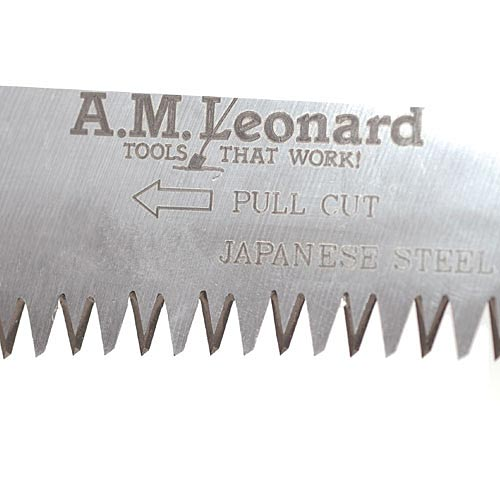 A.M. Leonard
TOOLS THAT WORK!
PULL CUT
JAPANESE STEEL